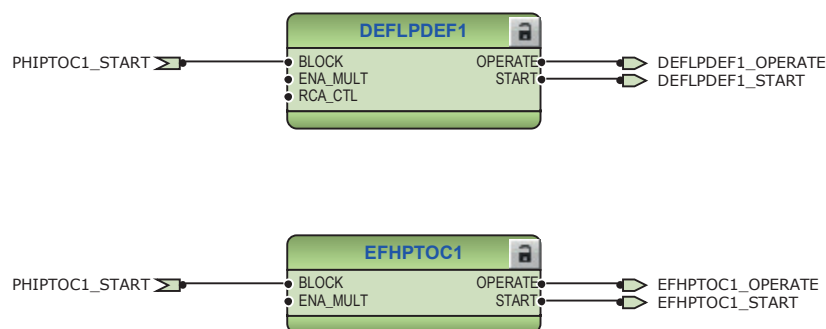 DEFLPDEF1
PHIPTOC1_START
BLOCK
ENA_MULT
RCA_CTL
OPERATE
START
DEFLPDEF1_OPERATE
DEFLPDEF1_START
EFHPTOC1
PHIPTOC1_START
BLOCK
ENA_MULT
OPERATE
START
EFHPTOC1_OPERATE
EFHPTOC1_START